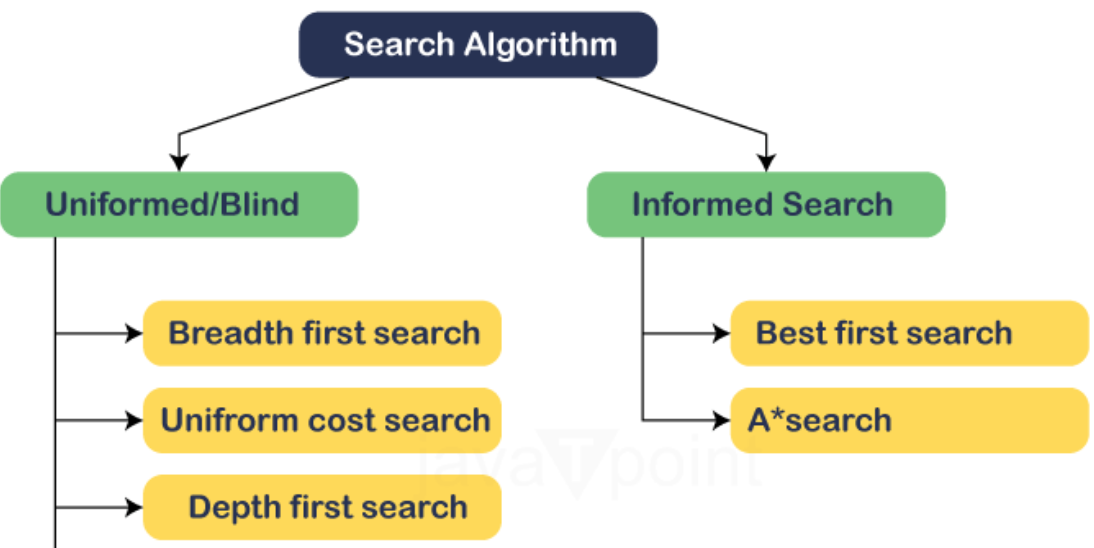 Search Algorithm
Uniformed/Blind
Informed Search
Breadth first search
Best first search
Unifrorm cost search
A*search
javaTpoint
Depth first search